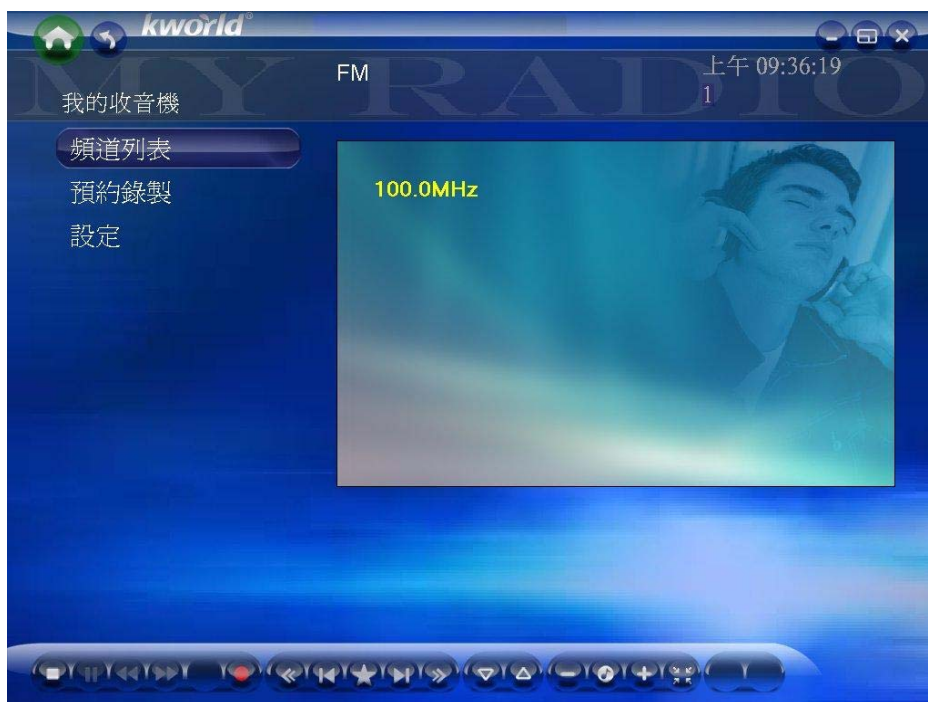 kworld®
MY RADIO
FM
上午 09:36:19
1
我的收音機
頻道列表
預約錄製
設定
100.0MHz